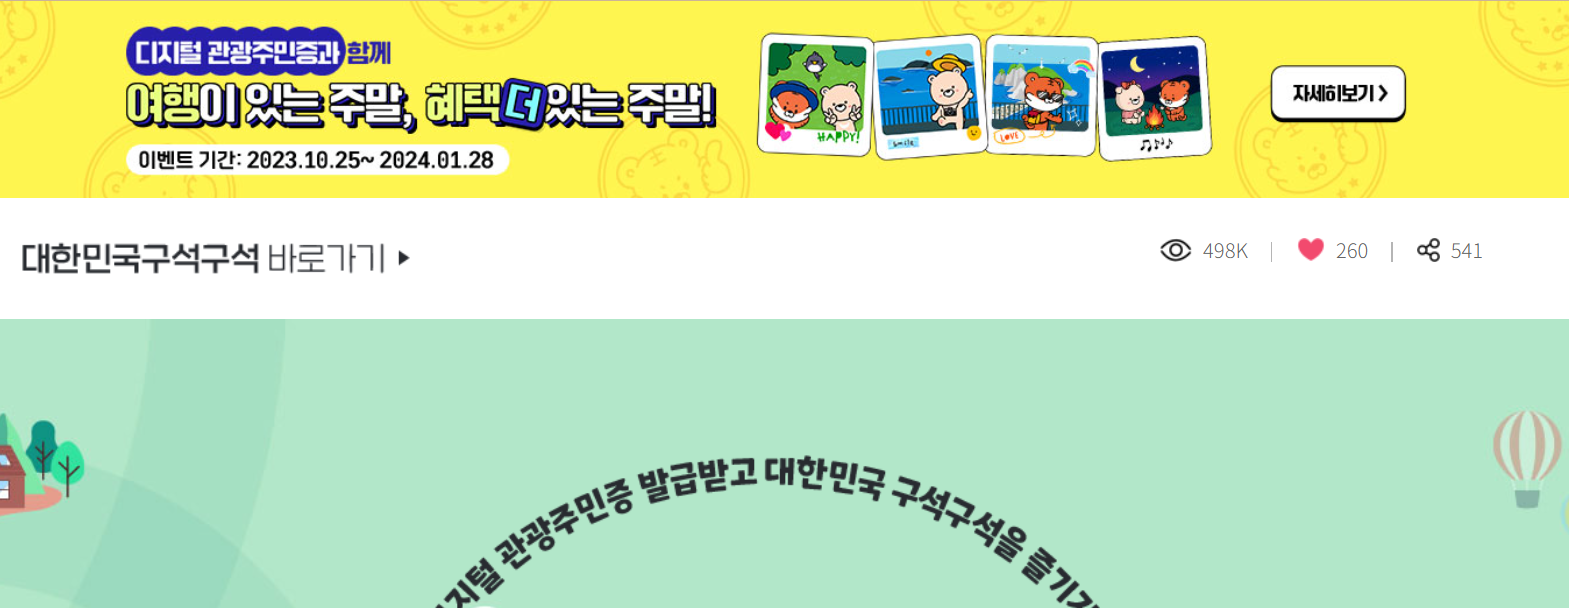 디지털 관광주민증과 함께
여행이 있는 주말, 혜택 더 있는 주말!
이벤트 기간: 2023.10.25~ 2024.01.28
HAPPY!
smile
LOVE
자세히보기 >
대한민국구석구석 바로가기
498K | 260 | 541
디지털 관광주민증 발급받고 대한민국 구석구석을 즐기